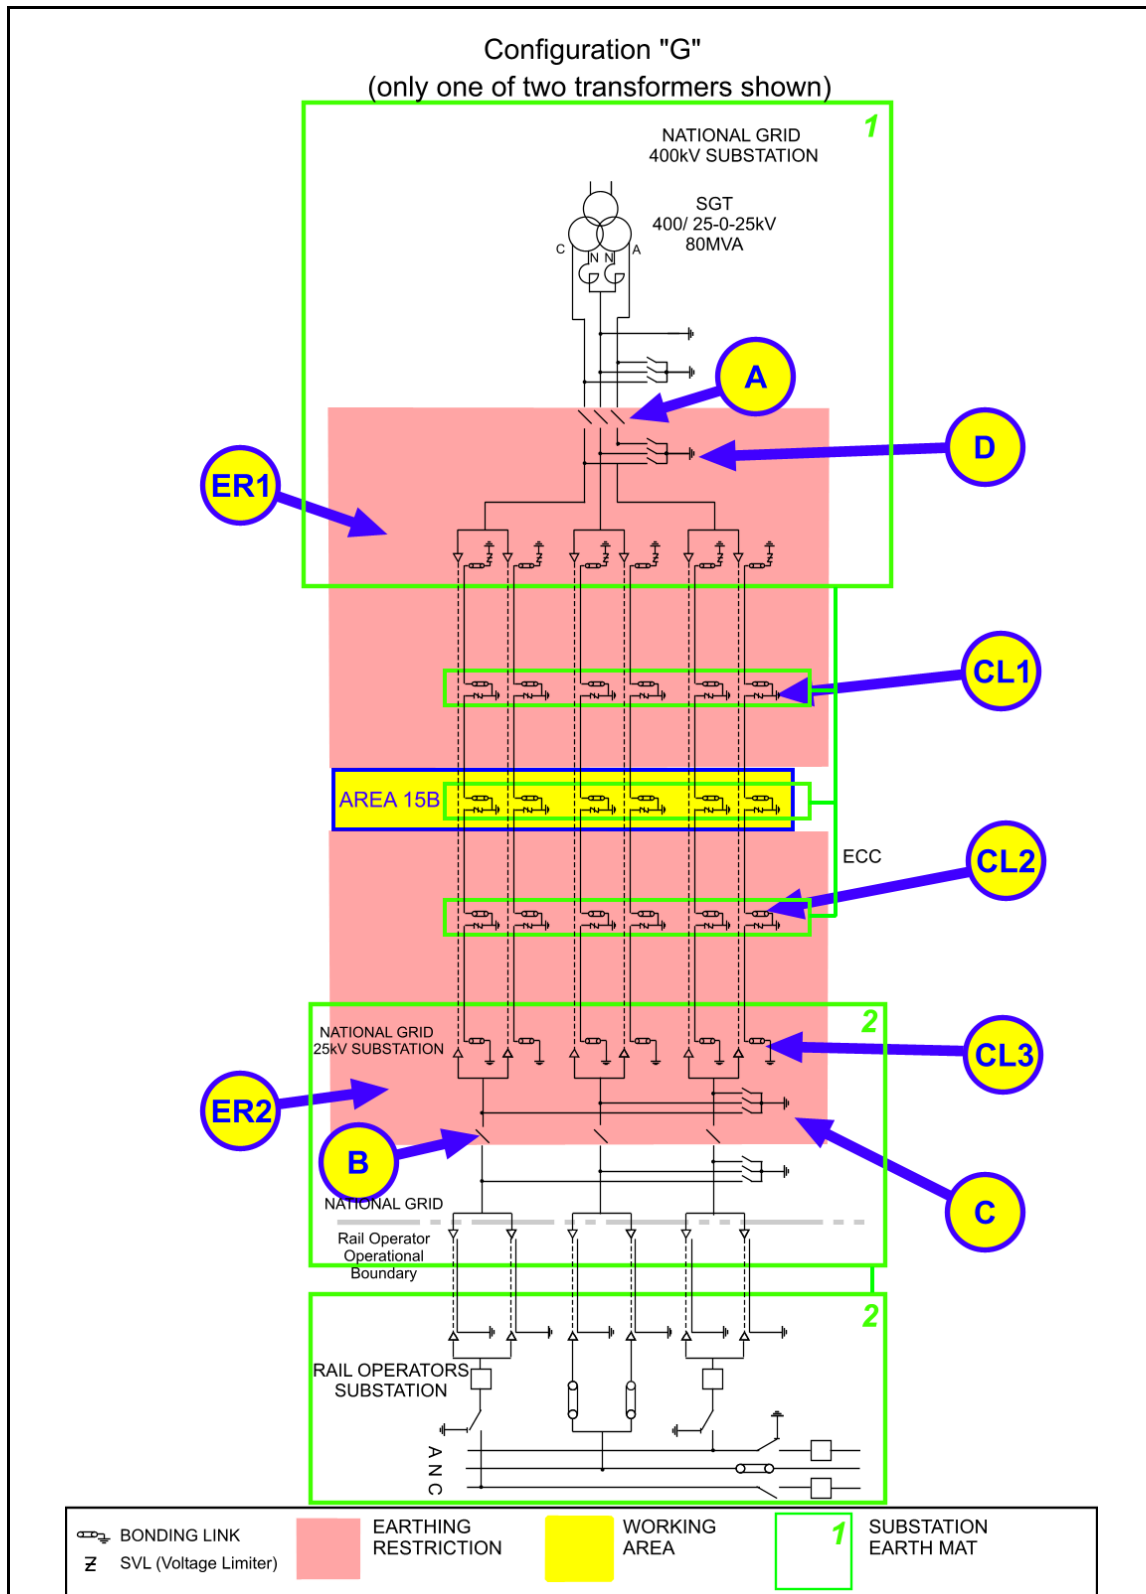 Configuration "G"
(only one of two transformers shown)
1
NATIONAL GRID
400kV SUBSTATION
SGT
400/ 25-0-25kV
80MVA
C
N N
A
A
D
ER1
CL1
AREA 15B
ECC
CL2
2
NATIONAL GRID
25kV SUBSTATION
CL3
ER2
B
C
NATIONAL GRID
Rail Operator
Operational
Boundary
2
RAIL OPERATORS
SUBSTATION
A
N
C
BONDING LINK
SVL (Voltage Limiter)
EARTHING
RESTRICTION
WORKING
AREA
1
SUBSTATION
EARTH MAT